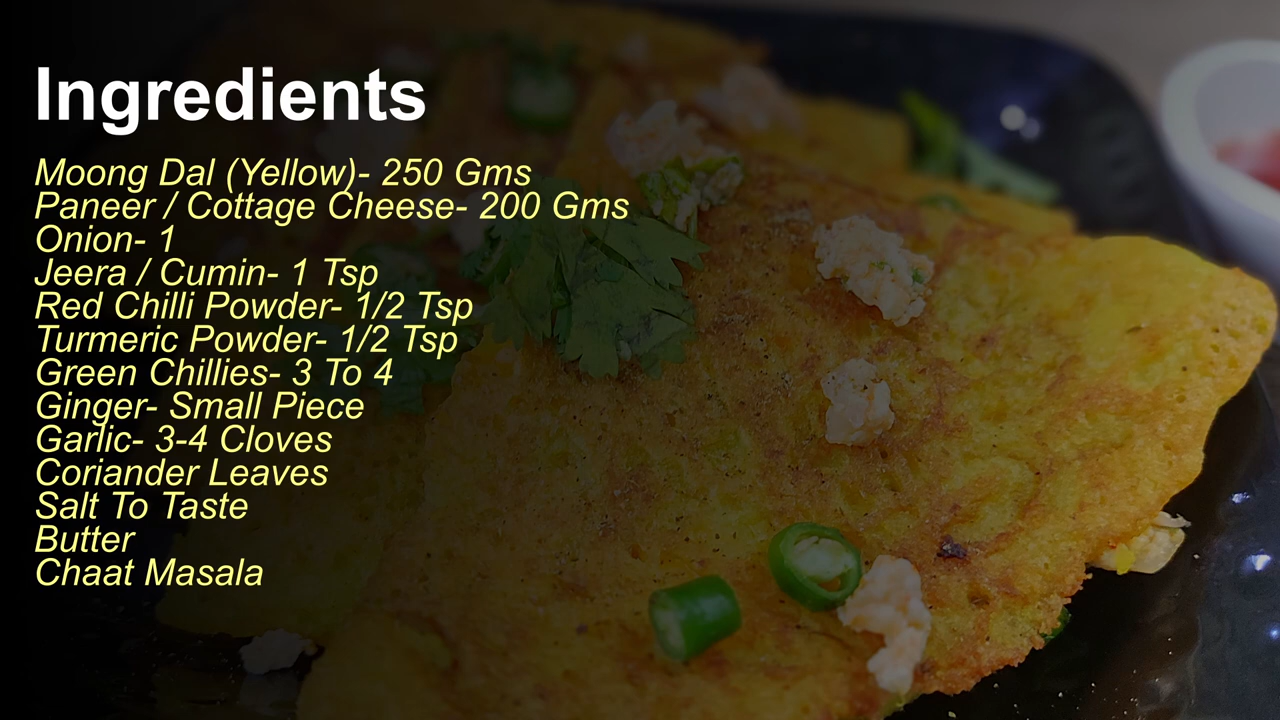 Ingredients
Moong Dal (Yellow)- 250 Gms
Paneer / Cottage Cheese- 200 Gms
Onion- 1
Jeera / Cumin- 1 Tsp
Red Chilli Powder- 1/2 Tsp
Turmeric Powder- 1/2 Tsp
Green Chillies- 3 To 4
Ginger- Small Piece
Garlic- 3-4 Cloves
Coriander Leaves
Salt To Taste
Butter
Chaat Masala